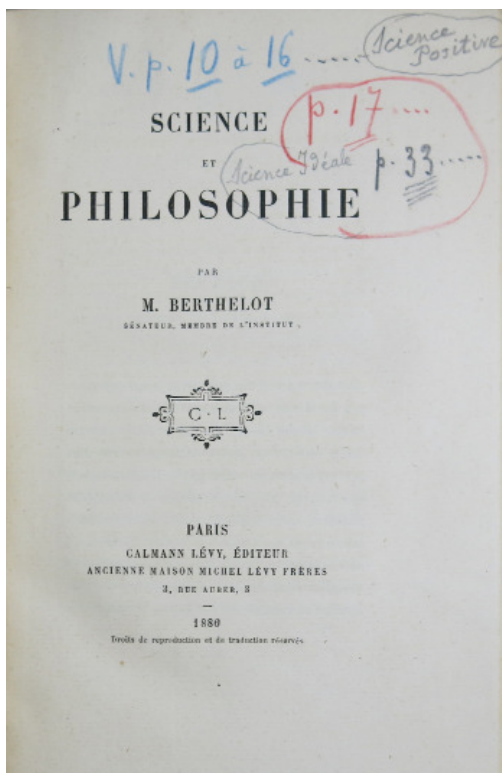 V. p. 10 à 16 ..... Science Positive
SCIENCE
p. 17 ....
ET
Science Idéale p. 33 .....
PHILOSOPHIE
PAR
M. BERTHELOT
SÉNATEUR, MEMBRE DE L'INSTITUT
C·L
PARIS
CALMANN LÉVY, ÉDITEUR
ANCIENNE MAISON MICHEL LÉVY FRÈRES
3, RUE AUBER, 3
1886
Droits de reproduction et de traduction réservés